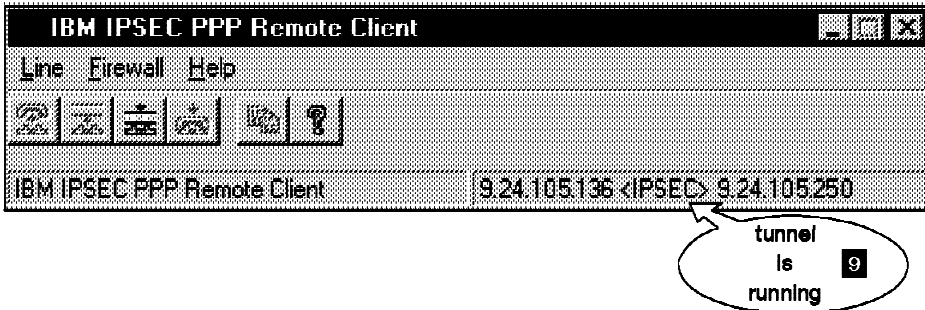 IBM IPSEC PPP Remote Client
Line Firewall Help
IBM IPSEC PPP Remote Client
9.24.105.136 <IPSEC> 9.24.105.250
tunnel
is 9
running